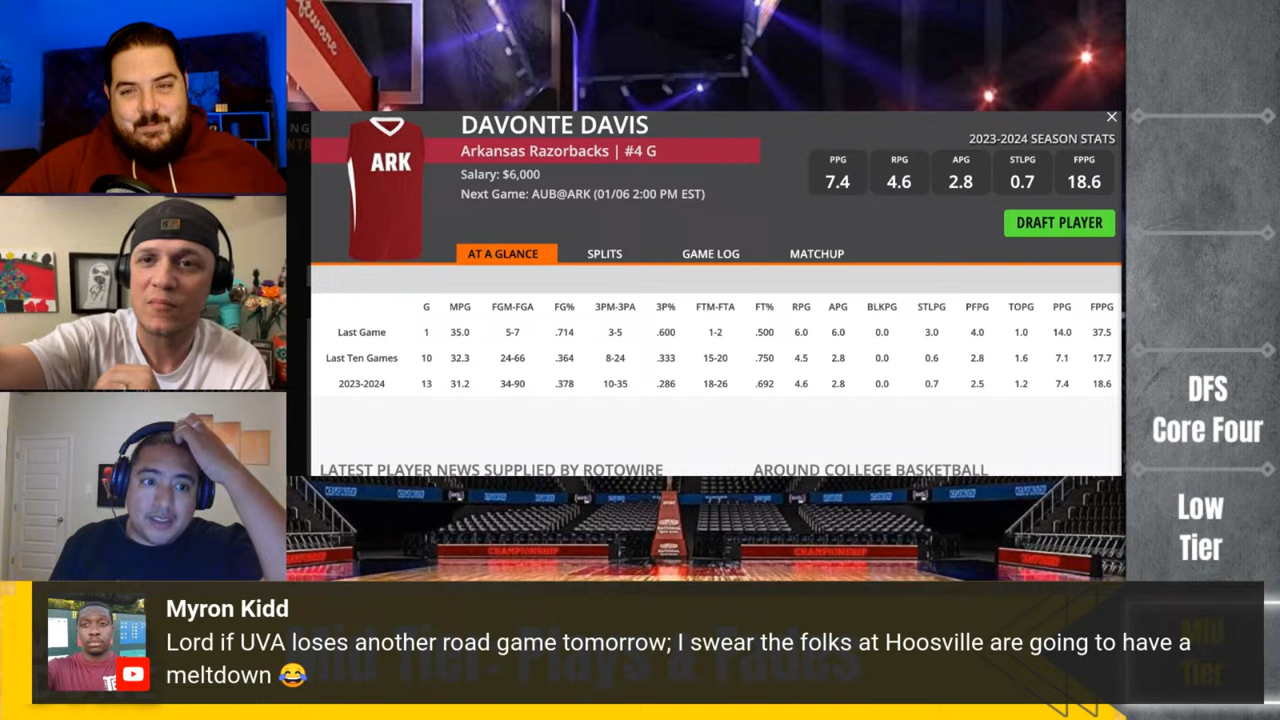 DAVONTE DAVIS
Arkansas Razorbacks | #4 G
Salary: $6,000
Next Game: AUB@ARK (01/06 2:00 PM EST)
ARK
2023-2024 SEASON STATS
PPG RPG APG STLPG FPPG
7.4 4.6 2.8 0.7 18.6
DRAFT PLAYER
AT A GLANCE SPLITS GAME LOG MATCHUP
G MPG FGM-FGA FG% 3PM-3PA 3P% FTM-FTA FT% RPG APG BLKPG STLPG PFPG TOPG PPG FPPG
Last Game 1 35.0 5-7 .714 3-5 .600 1-2 .500 6.0 6.0 0.0 3.0 4.0 1.0 14.0 37.5
Last Ten Games 10 32.3 24-66 .364 8-24 .333 15-20 .750 4.5 2.8 0.0 0.6 2.8 1.6 7.1 17.7
2023-2024 13 31.2 34-90 .378 10-35 .286 18-26 .692 4.6 2.8 0.0 0.7 2.5 1.2 7.4 18.6
LATEST PLAYER NEWS SUPPLIED BY ROTOWIRE AROUND COLLEGE BASKETBALL
DFS
Core Four
Low
Tier
Mid
Tier
CHAMPIONSHIP
CHAMPIONSHIP
Myron Kidd
Lord if UVA loses another road game tomorrow; I swear the folks at Hoosville are going to have a
meltdown 😂